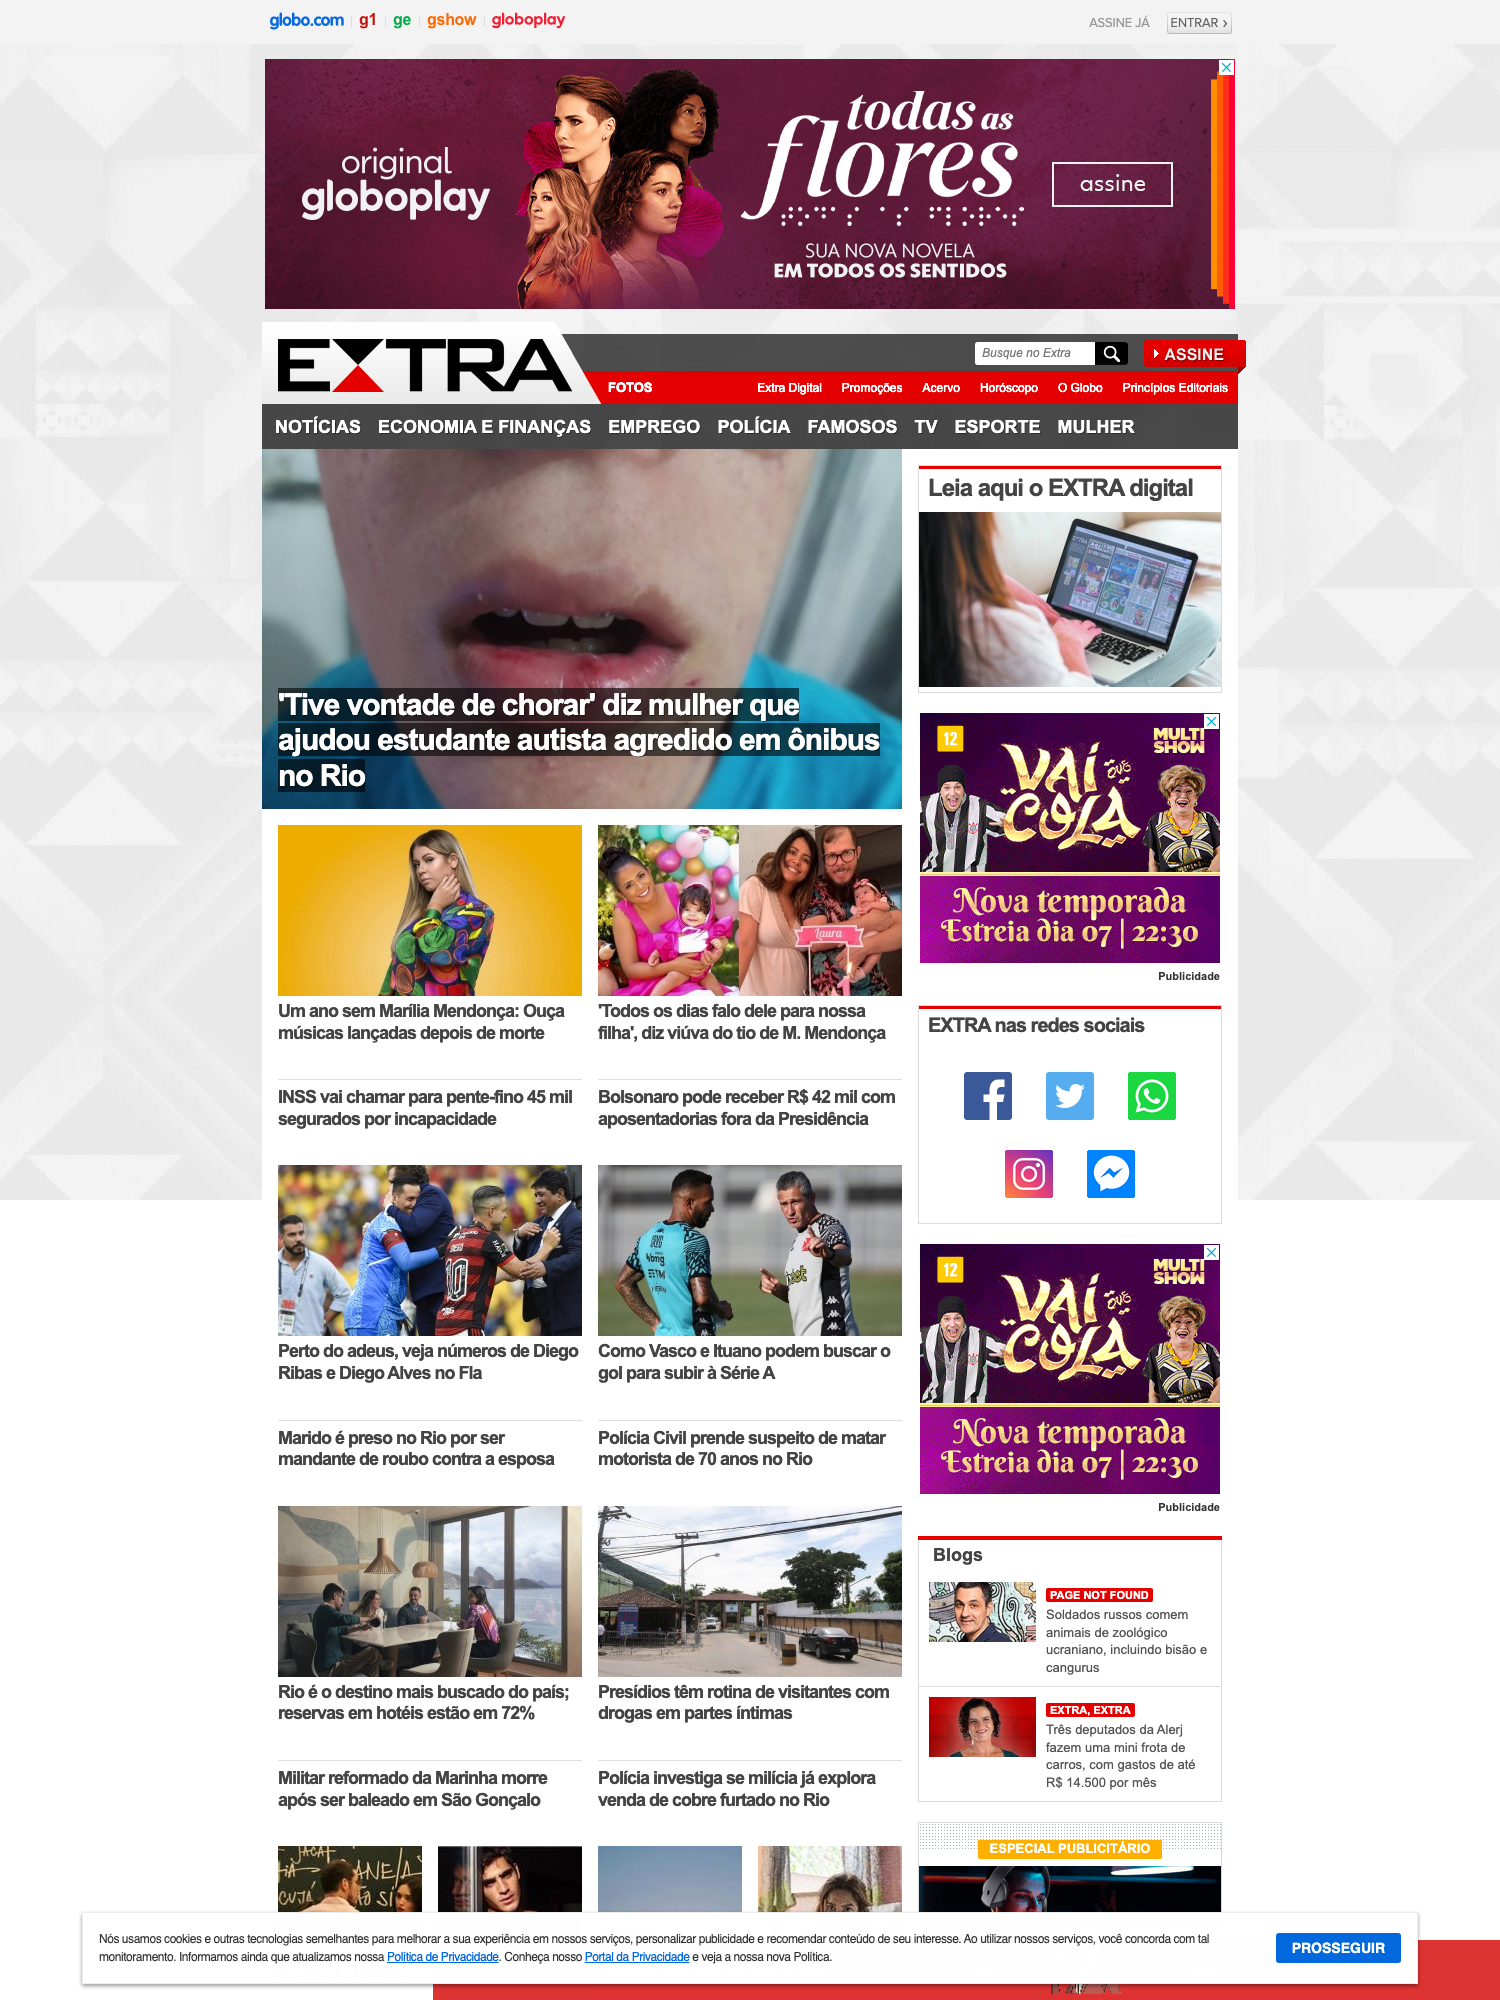 globo.com g1 ge gshow globoplay
ASSINE JÁ ENTRAR
original
globoplay
todas as
flores
SUA NOVA NOVELA
EM TODOS OS SENTIDOS
assine
EXTRA
Busque no Extra
ASSINE
FOTOS
Extra Digital Promoções Acervo Horóscopo O Globo Princípios Editoriais
NOTÍCIAS ECONOMIA E FINANÇAS EMPREGO POLÍCIA FAMOSOS TV ESPORTE MULHER
'Tive vontade de chorar' diz mulher que
ajudou estudante autista agredido em ônibus
no Rio
Leia aqui o EXTRA digital
12
MULTI
SHOW
VAI
QUE
COLA
Nova temporada
Estreia dia 07 | 22:30
Publicidade
Laura
Um ano sem Marília Mendonça: Ouça
músicas lançadas depois de morte
'Todos os dias falo dele para nossa
filha', diz viúva do tio de M. Mendonça
INSS vai chamar para pente-fino 45 mil
segurados por incapacidade
Bolsonaro pode receber R$ 42 mil com
aposentadorias fora da Presidência
EXTRA nas redes sociais
DIEGO
10
Perto do adeus, veja números de Diego
Ribas e Diego Alves no Fla
Como Vasco e Ituano podem buscar o
gol para subir à Série A
Marido é preso no Rio por ser
mandante de roubo contra a esposa
Polícia Civil prende suspeito de matar
motorista de 70 anos no Rio
12
MULTI
SHOW
VAI
QUE
COLA
Nova temporada
Estreia dia 07 | 22:30
Publicidade
Rio é o destino mais buscado do país;
reservas em hotéis estão em 72%
Presídios têm rotina de visitantes com
drogas em partes íntimas
Militar reformado da Marinha morre
após ser baleado em São Gonçalo
Polícia investiga se milícia já explora
venda de cobre furtado no Rio
Blogs
PAGE NOT FOUND
Soldados russos comem
animais de zoológico
ucraniano, incluindo bisão e
cangurus
EXTRA, EXTRA
Três deputados da Alerj
fazem uma mini frota de
carros, com gastos de até
R$ 14.500 por mês
ESPECIAL PUBLICITÁRIO
Nós usamos cookies e outras tecnologias semelhantes para melhorar a sua experiência em nossos serviços, personalizar publicidade e recomendar conteúdo de seu interesse. Ao utilizar nossos serviços, você concorda com tal
monitoramento. Informamos ainda que atualizamos nossa Política de Privacidade. Conheça nosso Portal da Privacidade e veja a nossa nova Política.
PROSSEGUIR